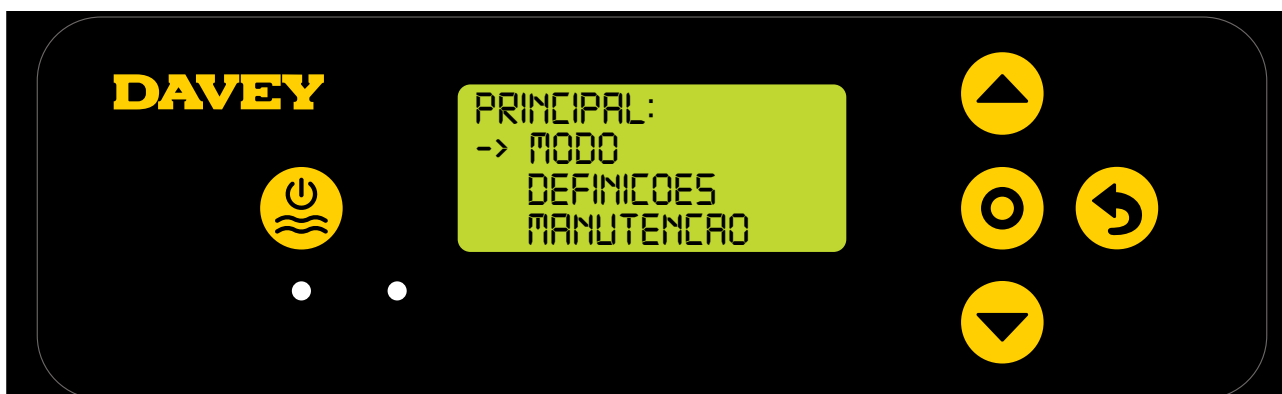 DAVEY
PRINCIPAL:
-> MODO
DEFINICOES
MANUTENCAO